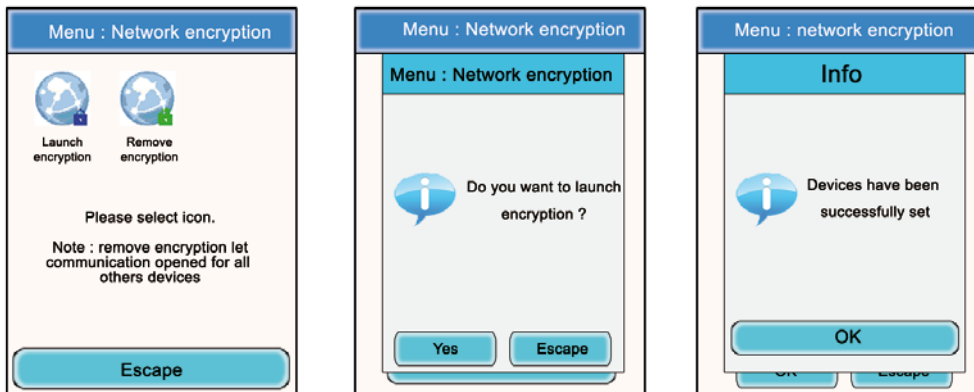 Menu : Network encryption
Launch
encryption
Remove
encryption
Please select icon.
Note : remove encryption let
communication opened for all
others devices
Escape
Menu : Network encryption
Menu : Network encryption
Do you want to launch
encryption ?
Yes
Escape
Menu : network encryption
Info
Devices have been
successfully set
OK
OK
Escape